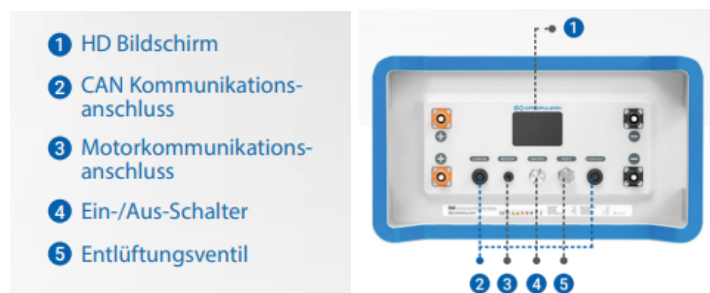 1 HD Bildschirm
2 CAN Kommunikations-
anschluss
3 Motorkommunikations-
anschluss
4 Ein-/Aus-Schalter
5 Entlüftungsventil
1
EPROPULSION
2 3 4 5